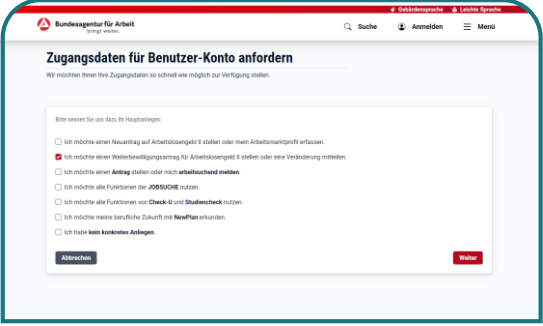 Gebärdensprache Leichte Sprache
Bundesagentur für Arbeit
bringt weiter.
Suche Anmelden Menü
Zugangsdaten für Benutzer-Konto anfordern
Wir möchten Ihnen Ihre Zugangsdaten so schnell wie möglich zur Verfügung stellen.
Bitte nennen Sie uns dazu Ihr Hauptanliegen:
Ich möchte einen Neuantrag auf Arbeitslosengeld II stellen oder mein Arbeitsmarktprofil erfassen.
Ich möchte einen Weiterbewilligungsantrag für Arbeitslosengeld II stellen oder eine Veränderung mitteilen.
Ich möchte einen Antrag stellen oder mich arbeitsuchend melden.
Ich möchte alle Funktionen der JOBSUCHE nutzen.
Ich möchte alle Funktionen von Check-U und Studiencheck nutzen.
Ich möchte meine berufliche Zukunft mit NewPlan erkunden.
Ich habe kein konkretes Anliegen.
Abbrechen Weiter